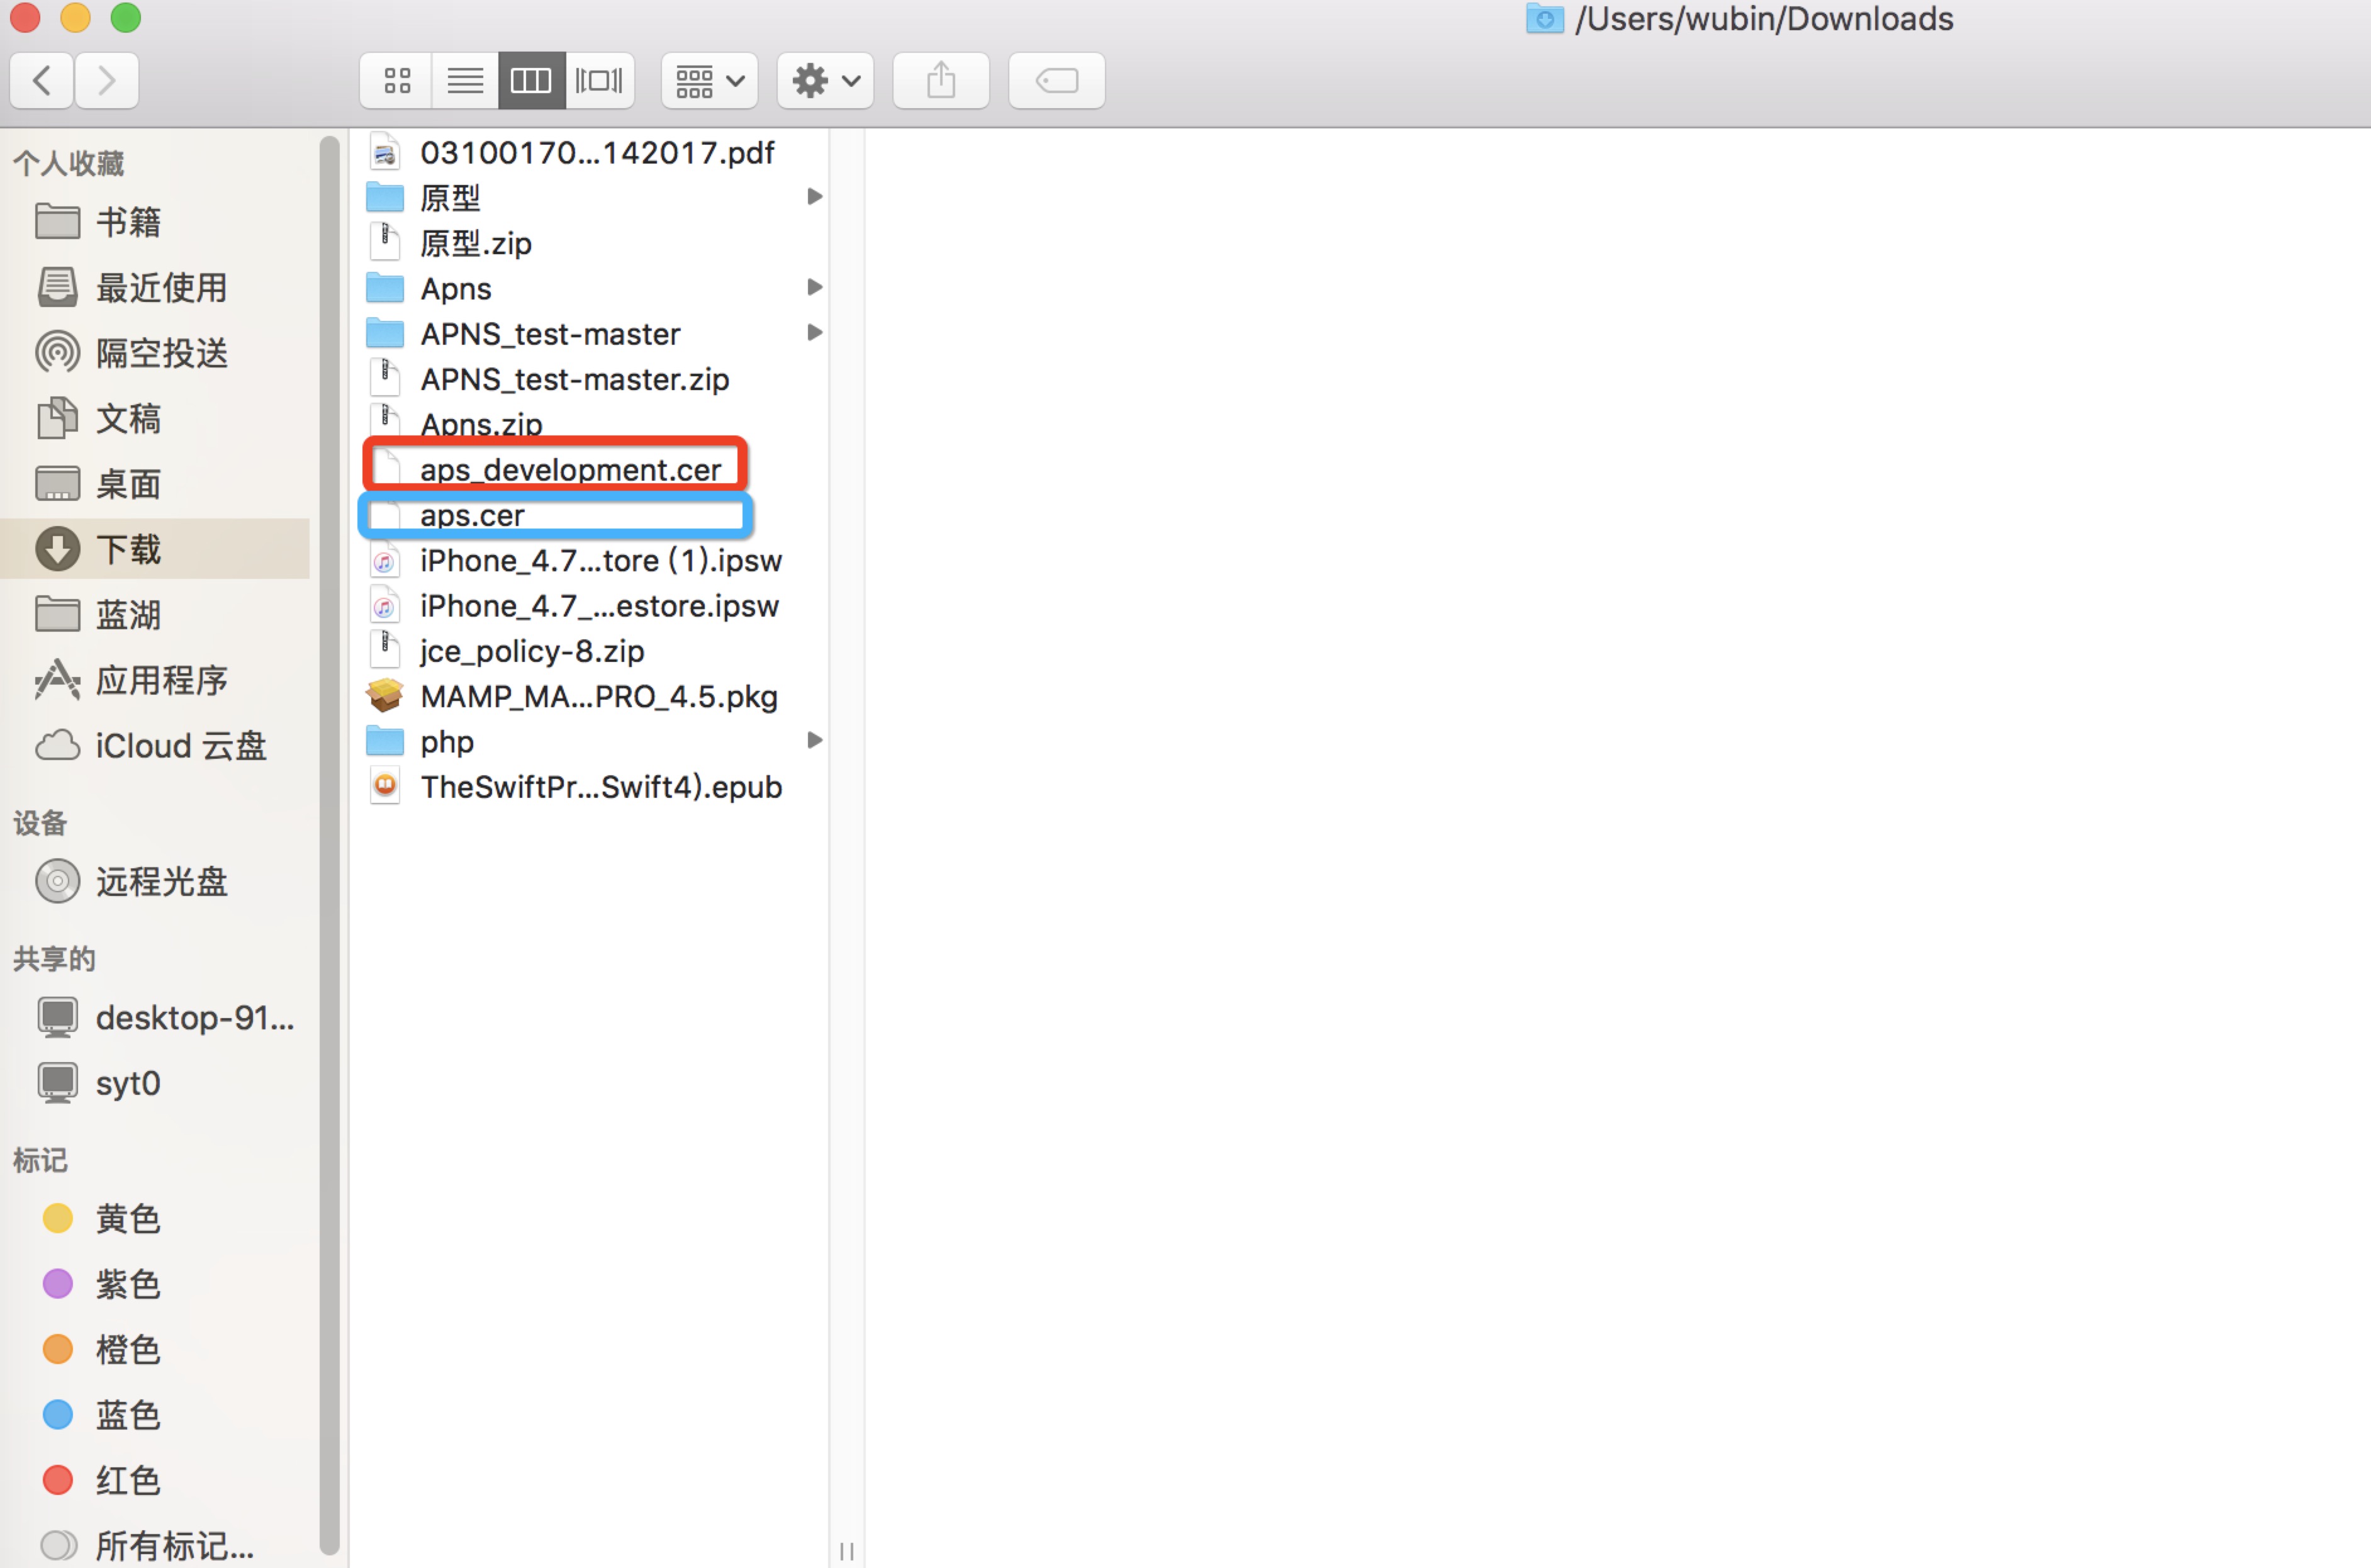 /Users/wubin/Downloads
个人收藏
书籍
最近使用
隔空投送
文稿
桌面
下载
蓝湖
应用程序
iCloud 云盘
设备
远程光盘
共享的
desktop-91...
syt0
标记
黄色
紫色
橙色
蓝色
红色
所有标记...
03100170...142017.pdf
原型
原型.zip
Apns
APNS_test-master
APNS_test-master.zip
Apns.zip
aps_development.cer
aps.cer
iPhone_4.7...tore (1).ipsw
iPhone_4.7_...estore.ipsw
jce_policy-8.zip
MAMP_MA...PRO_4.5.pkg
php
TheSwiftPr...Swift4).epub